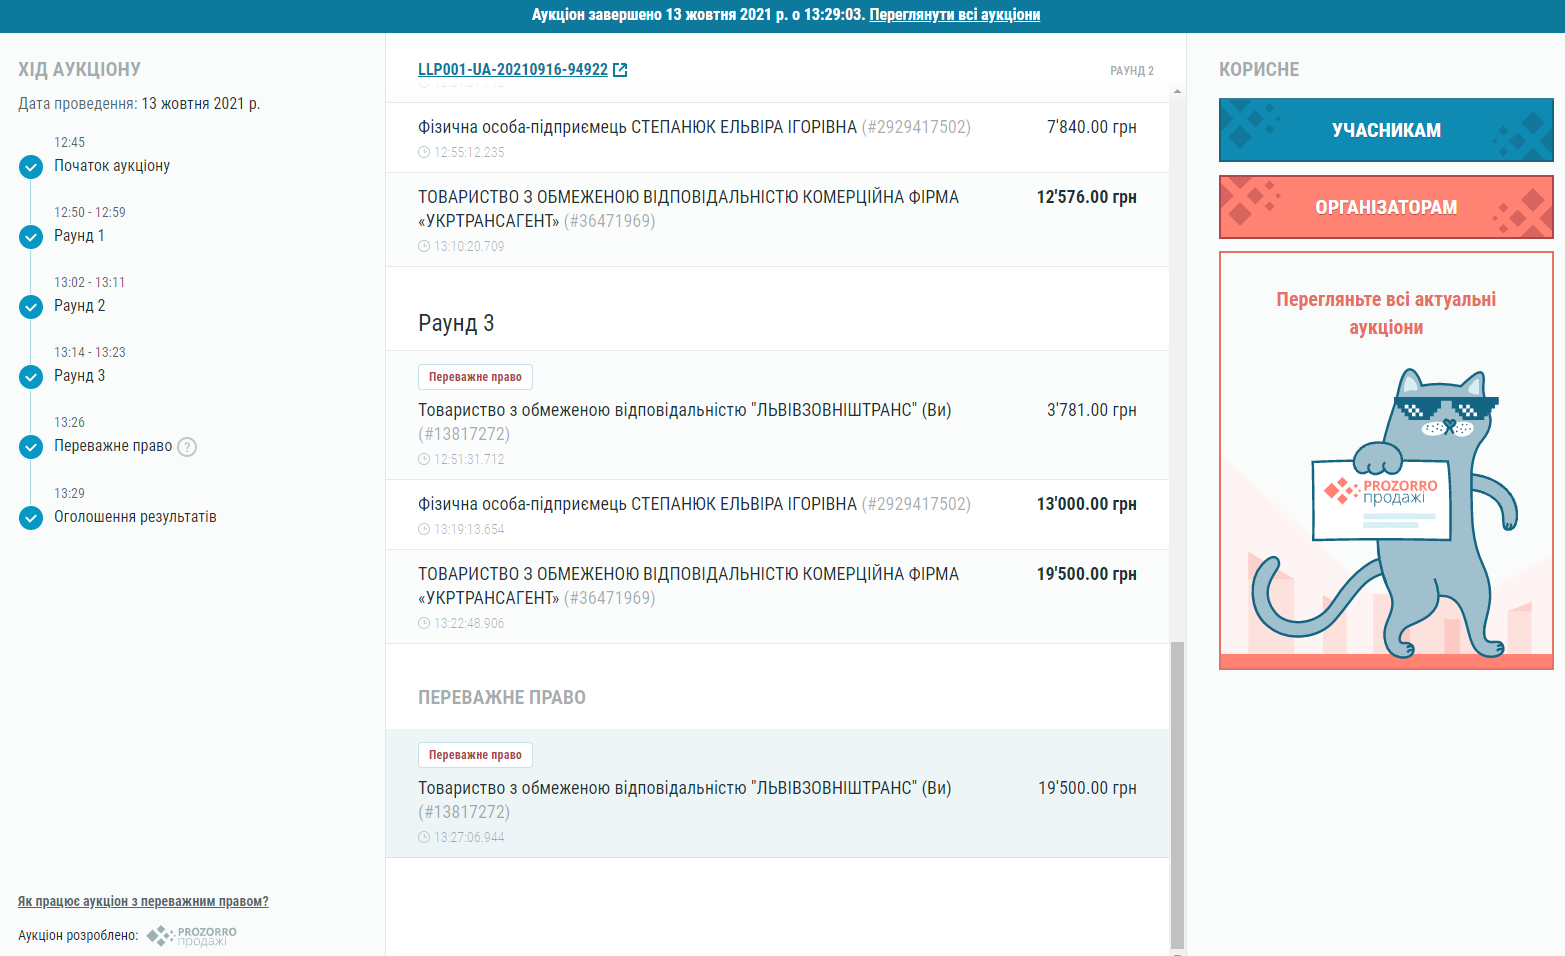 Аукціон завершено 13 жовтня 2021 р. о 13:29:03. Переглянути всі аукціони
ХІД АУКЦІОНУ
Дата проведення: 13 жовтня 2021 р.
12:45
Початок аукціону
12:50 - 12:59
Раунд 1
13:02 - 13:11
Раунд 2
13:14 - 13:23
Раунд 3
13:26
Переважне право ?
13:29
Оголошення результатів
Як працює аукціон з переважним правом?
Аукціон розроблено: PROZORRO
продажі
LLP001-UA-20210916-94922
РАУНД 2
Фізична особа-підприємець СТЕПАНЮК ЕЛЬВІРА ІГОРІВНА (#2929417502) 7'840.00 грн
12:55:12.235
ТОВАРИСТВО З ОБМЕЖЕНОЮ ВІДПОВІДАЛЬНІСТЮ КОМЕРЦІЙНА ФІРМА 12'576.00 грн
«УКРТРАНСАГЕНТ» (#36471969)
13:10:20.709
Раунд 3
Переважне право
Товариство з обмеженою відповідальністю "ЛЬВІВЗОВНІШТРАНС" (Ви) 3'781.00 грн
(#13817272)
12:51:31.712
Фізична особа-підприємець СТЕПАНЮК ЕЛЬВІРА ІГОРІВНА (#2929417502) 13'000.00 грн
13:19:13.654
ТОВАРИСТВО З ОБМЕЖЕНОЮ ВІДПОВІДАЛЬНІСТЮ КОМЕРЦІЙНА ФІРМА 19'500.00 грн
«УКРТРАНСАГЕНТ» (#36471969)
13:22:48.906
ПЕРЕВАЖНЕ ПРАВО
Переважне право
Товариство з обмеженою відповідальністю "ЛЬВІВЗОВНІШТРАНС" (Ви) 19'500.00 грн
(#13817272)
13:27:06.944
КОРИСНЕ
УЧАСНИКАМ
ОРГАНІЗАТОРАМ
Перегляньте всі актуальні
аукціони
PROZORRO
продажі